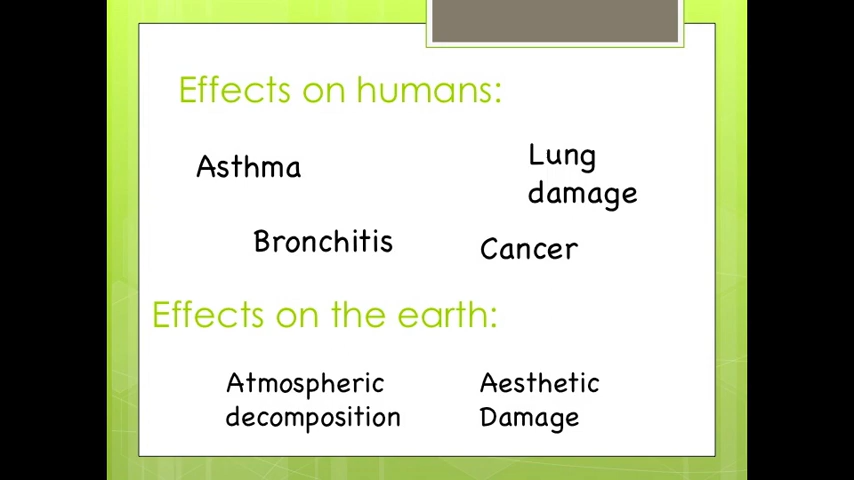 Effects on humans:
Asthma
Lung
damage
Bronchitis
Cancer
Effects on the earth:
Atmospheric
decomposition
Aesthetic
Damage